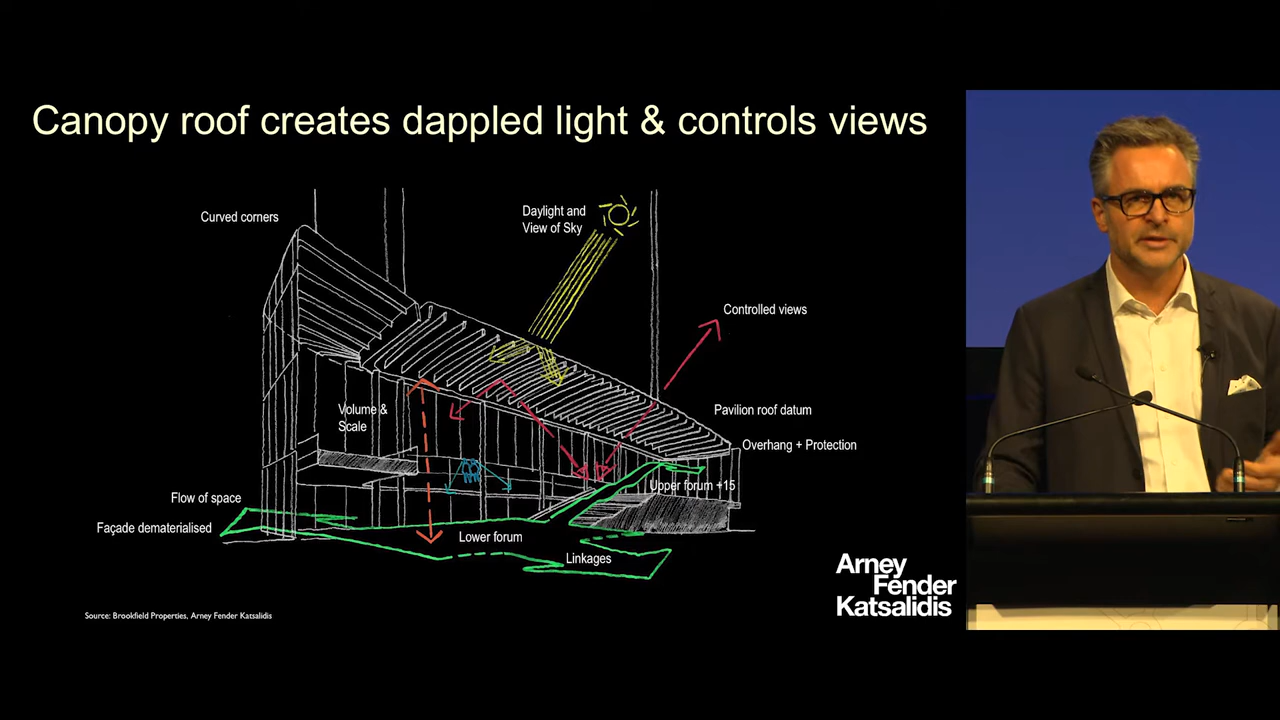 Canopy roof creates dappled light & controls views
Curved corners
Daylight and
View of Sky
Controlled views
Volume &
Scale
Pavilion roof datum
Overhang + Protection
Upper forum +15
Flow of space
Façade dematerialised
Lower forum
Linkages
Arney
Fender
Katsalidis
Source: Brookfield Properties, Arney Fender Katsalidis